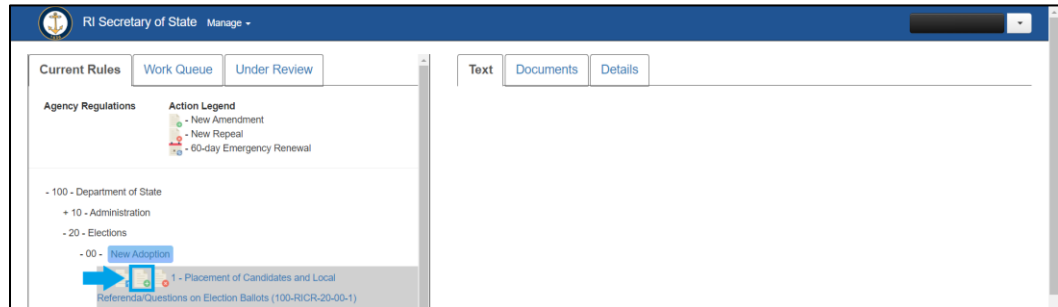 RI Secretary of State Manage
Current Rules Work Queue Under Review
Text Documents Details
Agency Regulations Action Legend
- New Amendment
- New Repeal
- 60-day Emergency Renewal
- 100 - Department of State
+ 10 - Administration
- 20 - Elections
- 00 - New Adoption
1 - Placement of Candidates and Local
Referenda/Questions on Election Ballots (100-RICR-20-00-1)